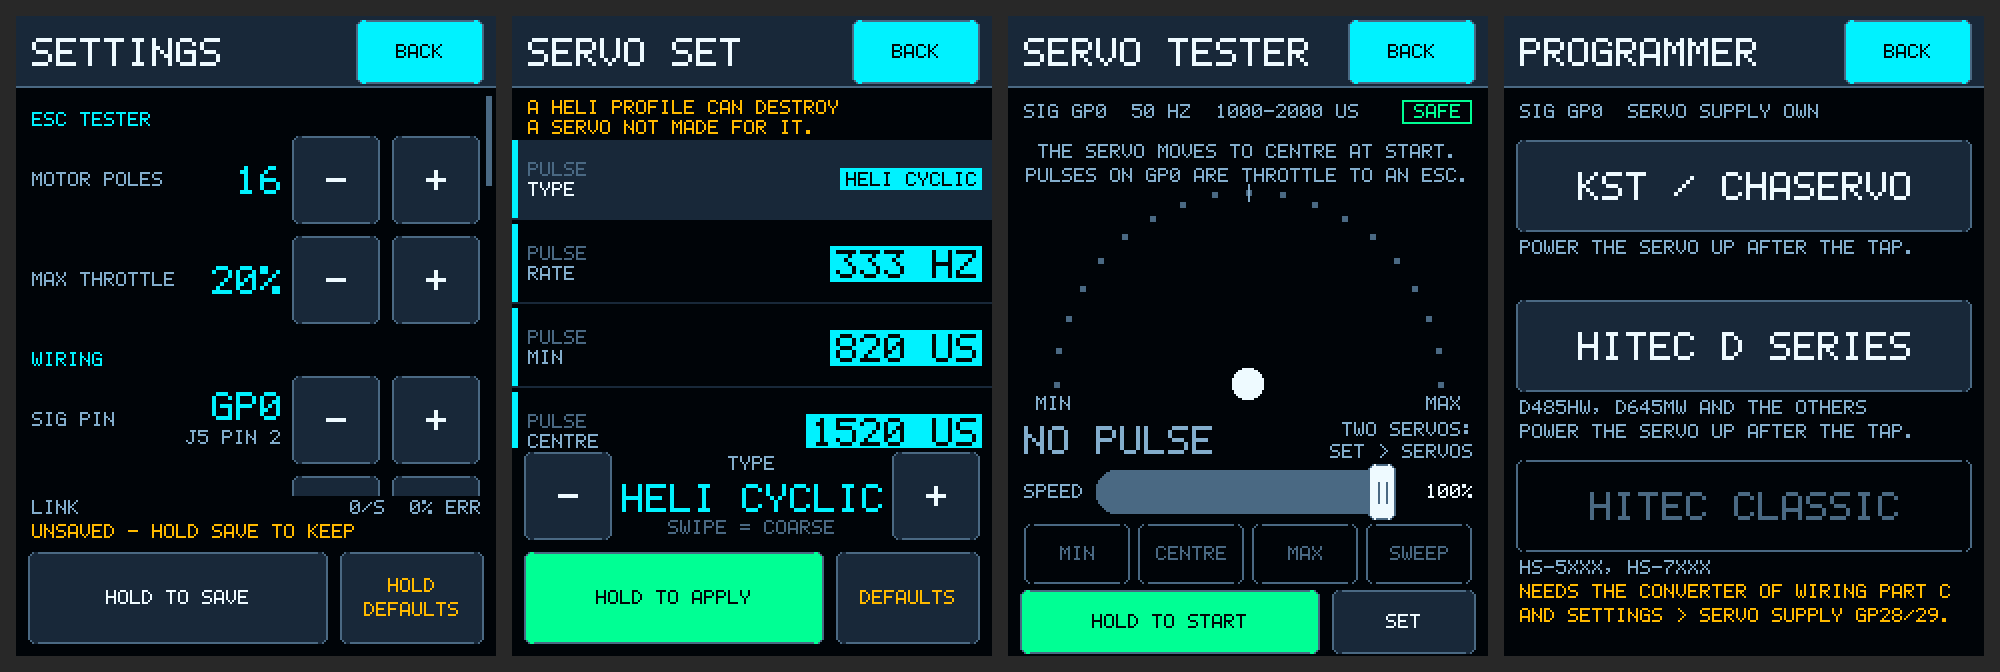 SETTINGS
BACK
ESC TESTER
MOTOR POLES 16 - +
MAX THROTTLE 20% - +
WIRING
SIG PIN GP0 - +
J5 PIN 2
LINK 0/S 0% ERR
UNSAVED - HOLD SAVE TO KEEP
HOLD TO SAVE
HOLD
DEFAULTS
SERVO SET
BACK
A HELI PROFILE CAN DESTROY
A SERVO NOT MADE FOR IT.
PULSE
TYPE
HELI CYCLIC
PULSE
RATE
333 HZ
PULSE
MIN
820 US
PULSE
CENTRE
1520 US
TYPE
- HELI CYCLIC +
SWIPE = COARSE
HOLD TO APPLY
DEFAULTS
SERVO TESTER
BACK
SIG GP0 50 HZ 1000-2000 US SAFE
THE SERVO MOVES TO CENTRE AT START.
PULSES ON GP0 ARE THROTTLE TO AN ESC.
MIN MAX
NO PULSE
TWO SERVOS:
SET > SERVOS
SPEED 100%
MIN CENTRE MAX SWEEP
HOLD TO START
SET
PROGRAMMER
BACK
SIG GP0 SERVO SUPPLY OWN
KST / CHASERVO
POWER THE SERVO UP AFTER THE TAP.
HITEC D SERIES
D485HW, D645MW AND THE OTHERS
POWER THE SERVO UP AFTER THE TAP.
HITEC CLASSIC
HS-5XXX, HS-7XXX
NEEDS THE CONVERTER OF WIRING PART C
AND SETTINGS > SERVO SUPPLY GP28/29.